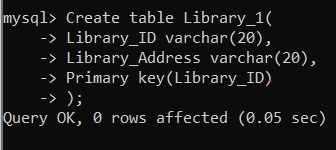 mysql> Create table Library_1(
    -> Library_ID varchar(20),
    -> Library_Address varchar(20),
    -> Primary key(Library_ID)
    -> );
Query OK, 0 rows affected (0.05 sec)